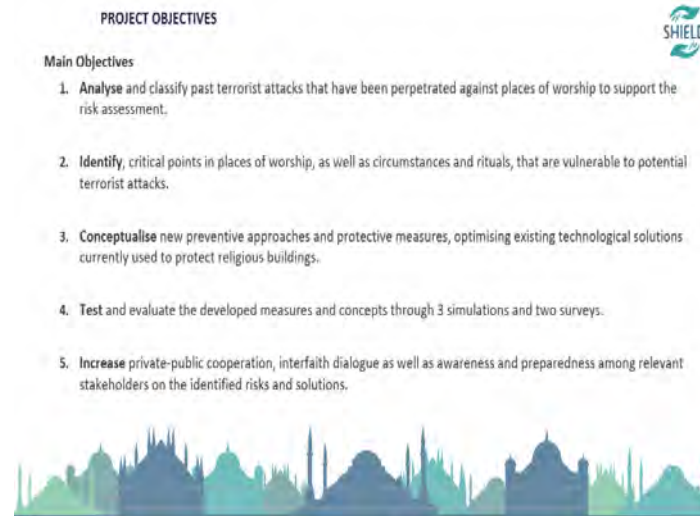 PROJECT OBJECTIVES
SHIELD
Main Objectives
1. Analyse and classify past terrorist attacks that have been perpetrated against places of worship to support the
risk assessment.
2. Identify, critical points in places of worship, as well as circumstances and rituals, that are vulnerable to potential
terrorist attacks.
3. Conceptualise new preventive approaches and protective measures, optimising existing technological solutions
currently used to protect religious buildings.
4. Test and evaluate the developed measures and concepts through 3 simulations and two surveys.
5. Increase private-public cooperation, interfaith dialogue as well as awareness and preparedness among relevant
stakeholders on the identified risks and solutions.